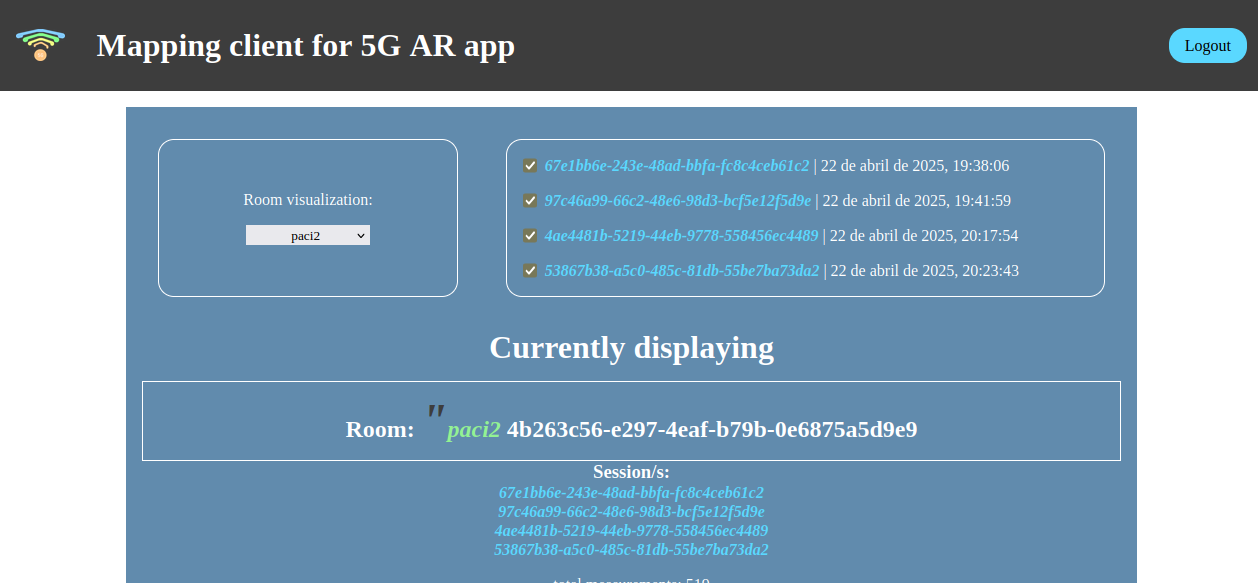 Mapping client for 5G AR app
Logout
Room visualization:
paci2
67e1bb6e-243e-48ad-bbfa-fc8c4ceb61c2 | 22 de abril de 2025, 19:38:06
97c46a99-66c2-48e6-98d3-bcf5e12f5d9e | 22 de abril de 2025, 19:41:59
4ae4481b-5219-44eb-9778-558456ec4489 | 22 de abril de 2025, 20:17:54
53867b38-a5c0-485c-81db-55be7ba73da2 | 22 de abril de 2025, 20:23:43
Currently displaying
Room: "paci2 4b263c56-e297-4eaf-b79b-0e6875a5d9e9
Session/s:
67e1bb6e-243e-48ad-bbfa-fc8c4ceb61c2
97c46a99-66c2-48e6-98d3-bcf5e12f5d9e
4ae4481b-5219-44eb-9778-558456ec4489
53867b38-a5c0-485c-81db-55be7ba73da2
total measurements: 519